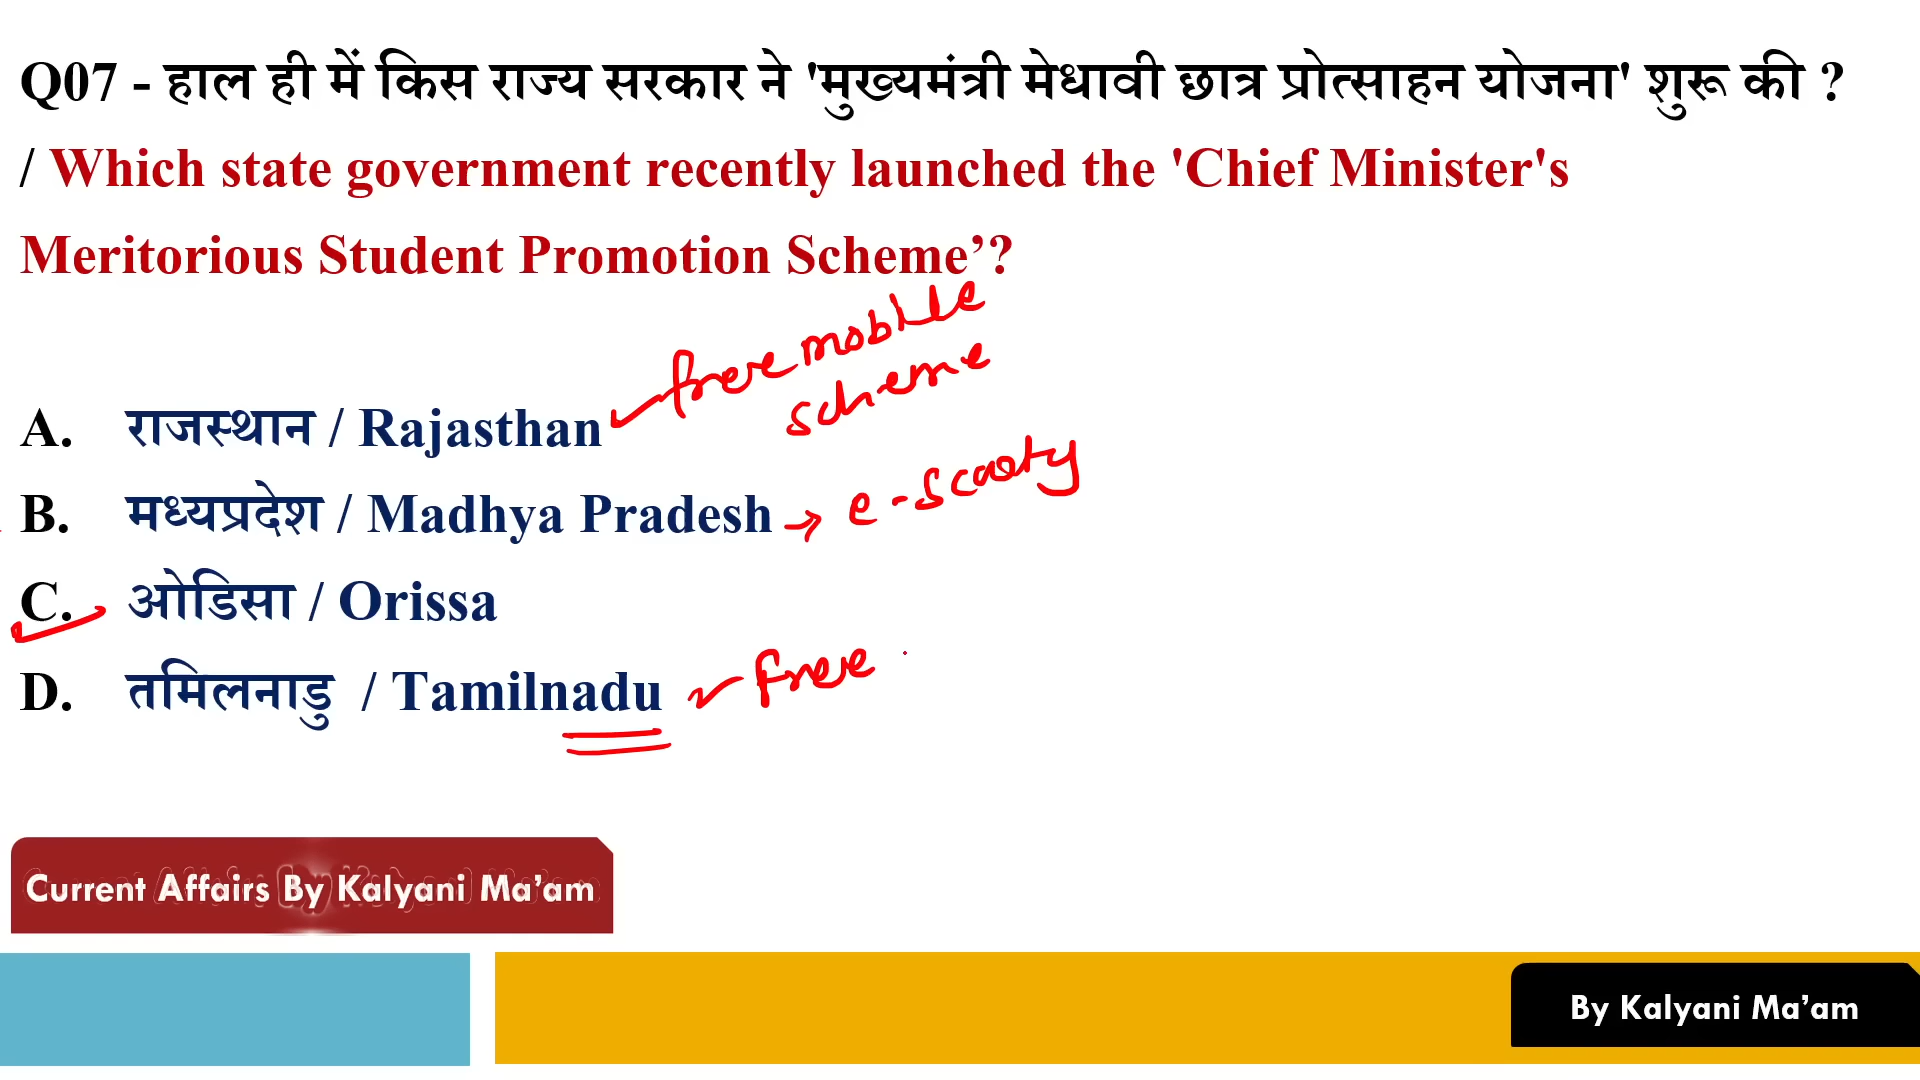 Q07 - हाल ही में किस राज्य सरकार ने 'मुख्यमंत्री मेधावी छात्र प्रोत्साहन योजना' शुरू की ?
/ Which state government recently launched the 'Chief Minister's
Meritorious Student Promotion Scheme’?
free mobile
scheme
A. राजस्थान / Rajasthan
B. मध्यप्रदेश / Madhya Pradesh → e-scooty
C. ओडिसा / Orissa
D. तमिलनाडु / Tamilnadu free
Current Affairs By Kalyani Ma’am
By Kalyani Ma’am